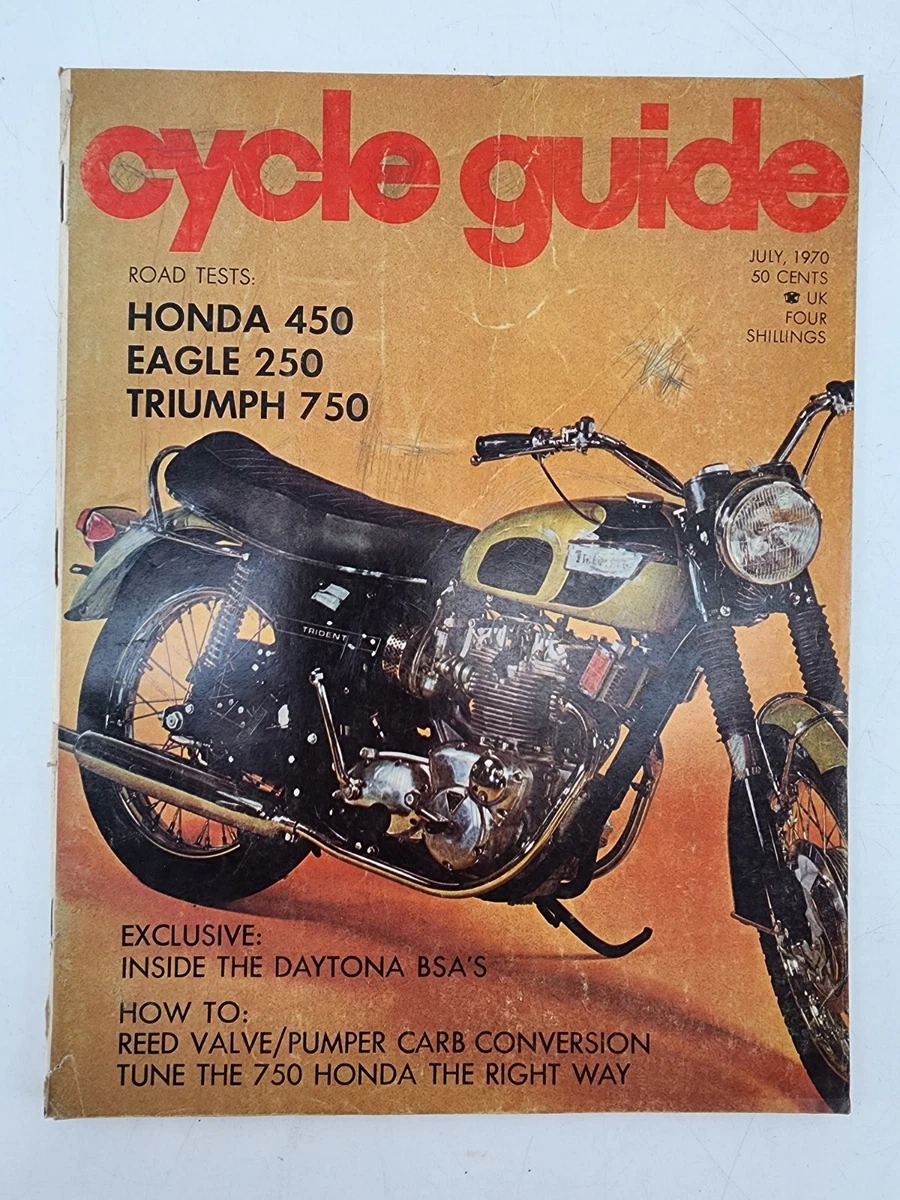 cycle guide
JULY, 1970
50 CENTS
UK
FOUR
SHILLINGS
ROAD TESTS:
HONDA 450
EAGLE 250
TRIUMPH 750
TRIDENT
EXCLUSIVE:
INSIDE THE DAYTONA BSA'S
HOW TO:
REED VALVE/PUMPER CARB CONVERSION
TUNE THE 750 HONDA THE RIGHT WAY